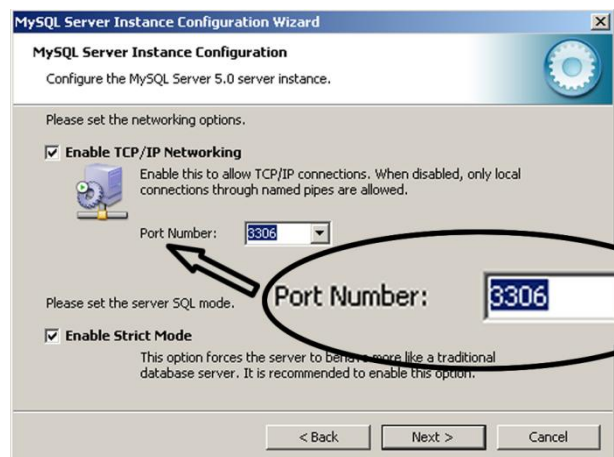 MySQL Server Instance Configuration Wizard
MySQL Server Instance Configuration
Configure the MySQL Server 5.0 server instance.
Please set the networking options.
Enable TCP/IP Networking
Enable this to allow TCP/IP connections. When disabled, only local
connections through named pipes are allowed.
Port Number: 3306
Port Number: 3306
Please set the server SQL mode.
Enable Strict Mode
This option forces the server to behave more like a traditional
database server. It is recommended to enable this option.
< Back Next > Cancel